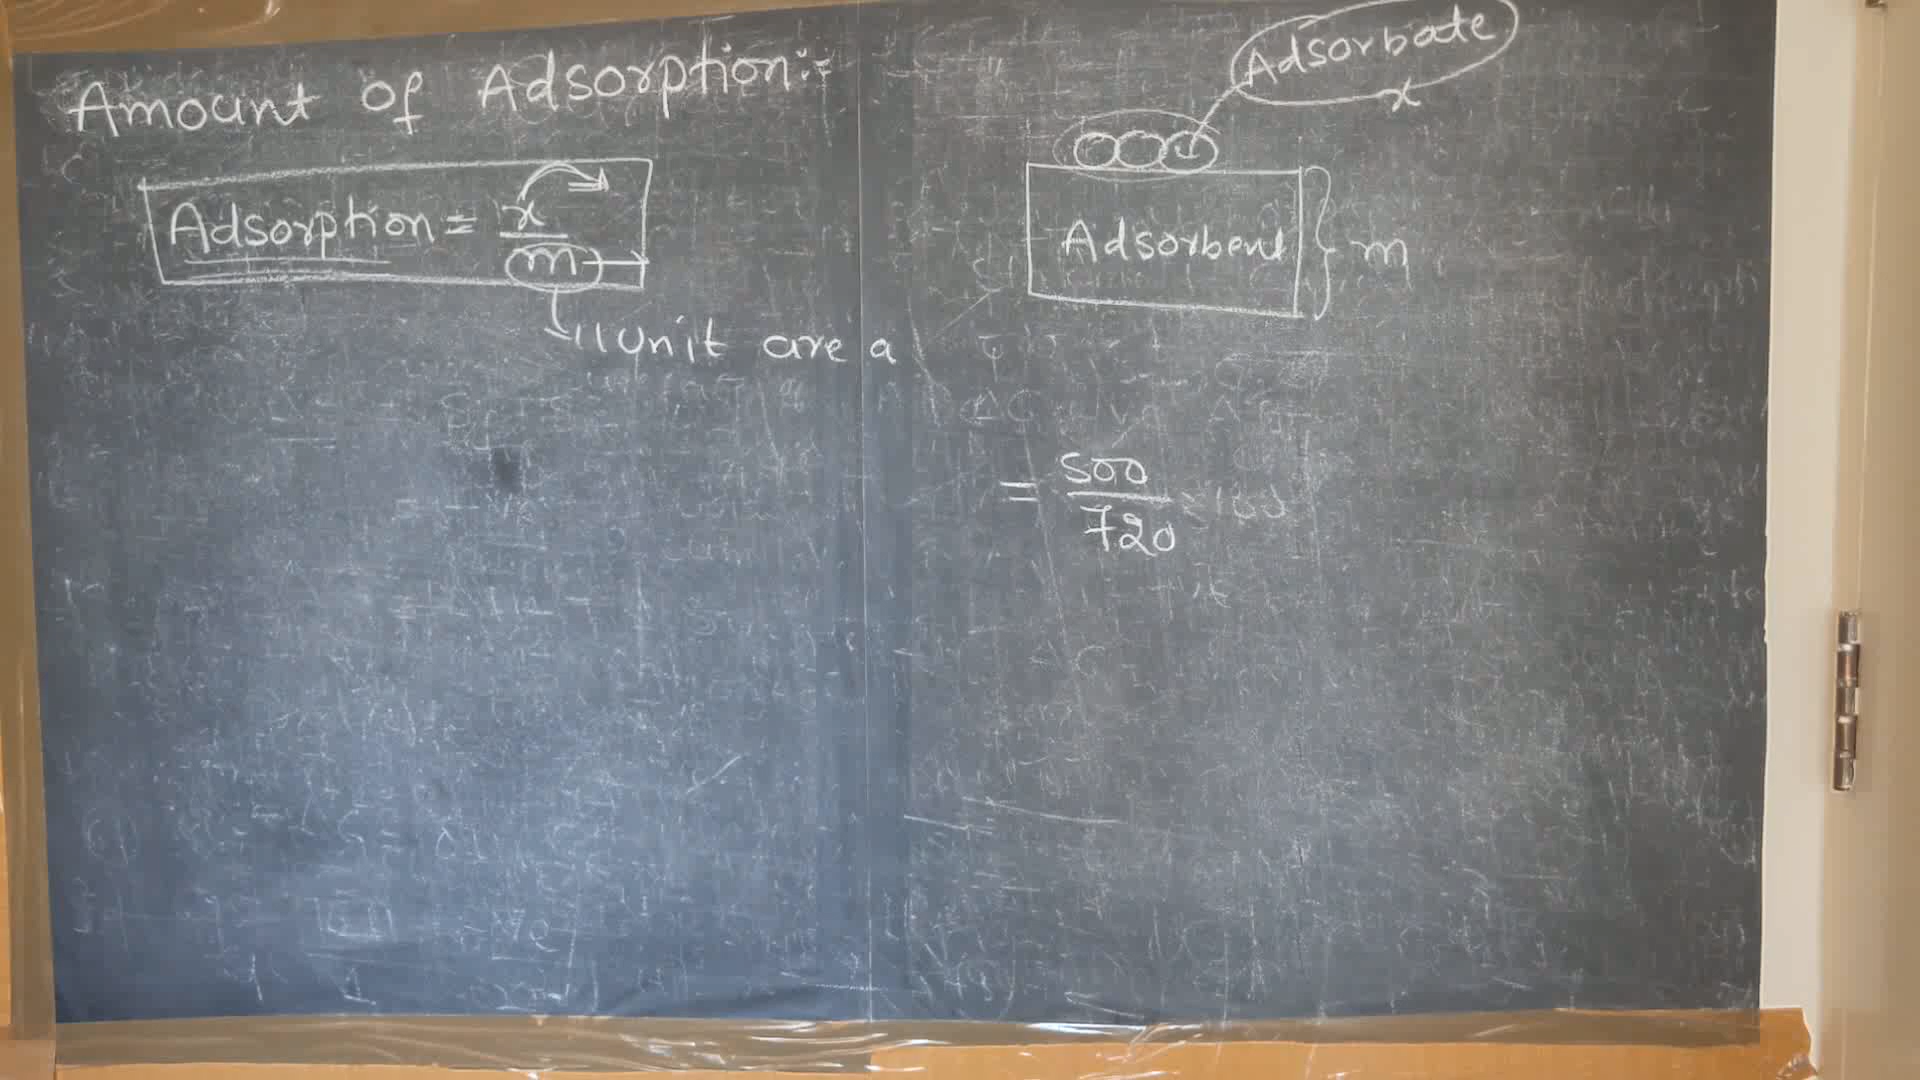 Amount of Adsorption:-
Adsorption = x/m
unit area
Adsorbate
x
Adsorbent
m
= 500/720